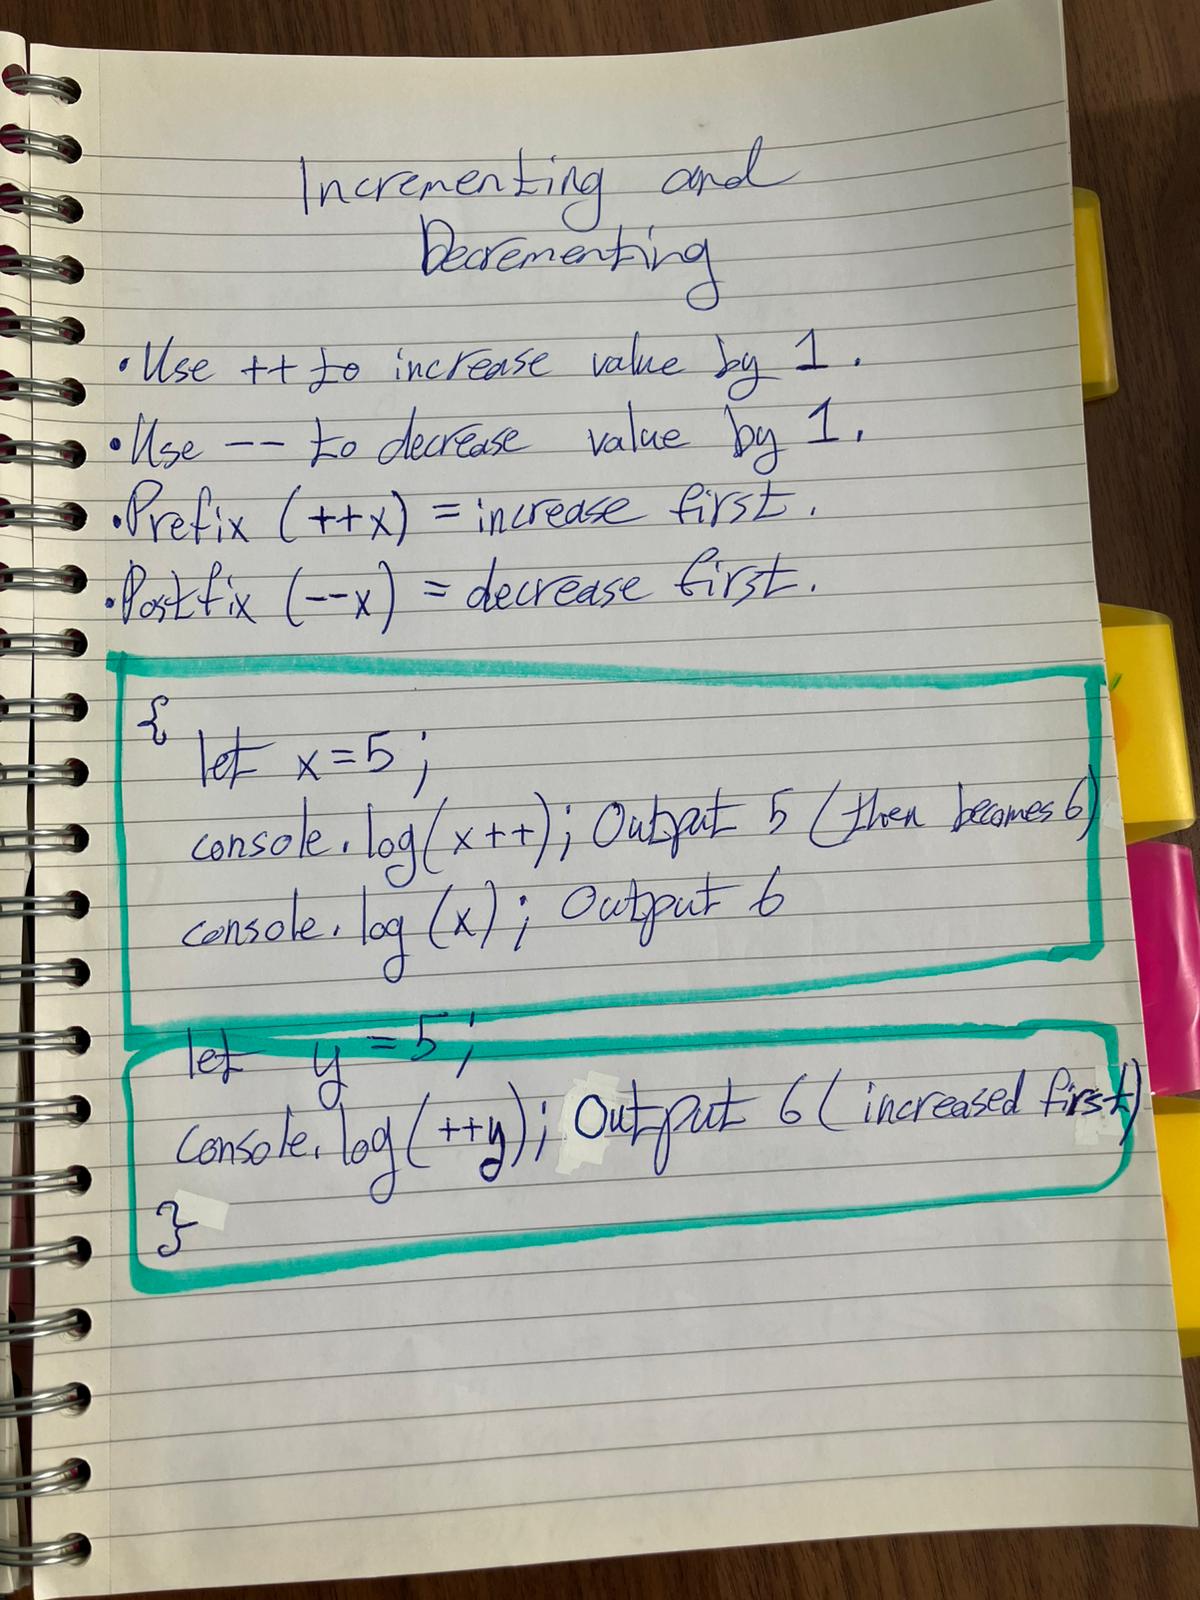 Incrementing and
Decrementing
• Use ++ to increase value by 1.
• Use -- to decrease value by 1.
• Prefix (++x) = increase first.
• Postfix (--x) = decrease first.
{
let x = 5;
console.log(x++); Output 5 (then becomes 6)
console.log(x); Output 6
let y = 5;
console.log(++y); Output 6 (increased first)
}